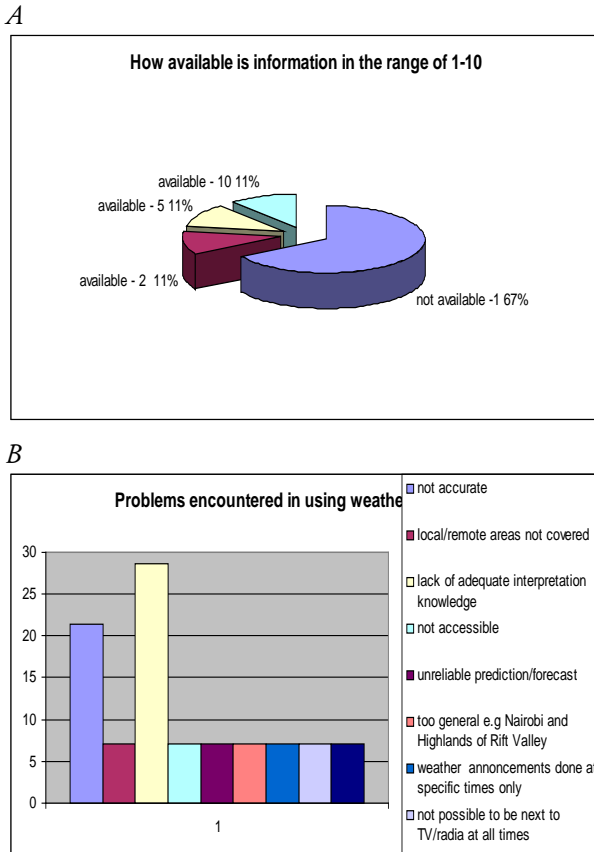 A
How available is information in the range of 1-10
available - 10 11%
available - 5 11%
available - 2 11%
not available -1 67%
B
Problems encountered in using weathe
30
25
20
15
10
5
0
1
not accurate
local/remote areas not covered
lack of adequate interpretation
knowledge
not accessible
unreliable prediction/forecast
too general e.g Nairobi and
Highlands of Rift Valley
weather annoncements done at
specific times only
not possible to be next to
TV/radia at all times